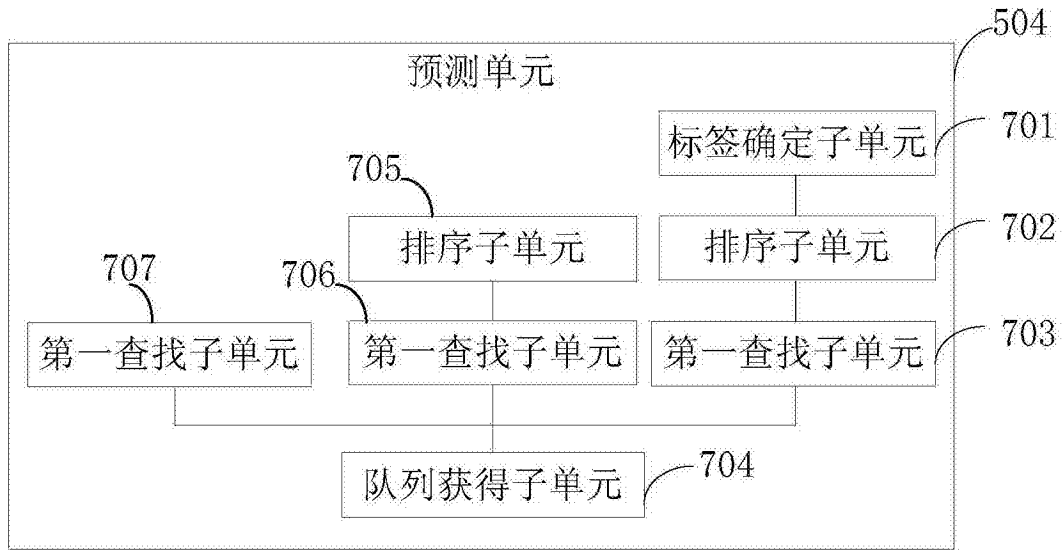 504
预测单元
标签确定子单元 701
705
排序子单元 排序子单元 702
707 706
第一查找子单元 第一查找子单元 第一查找子单元 703
队列获得子单元 704